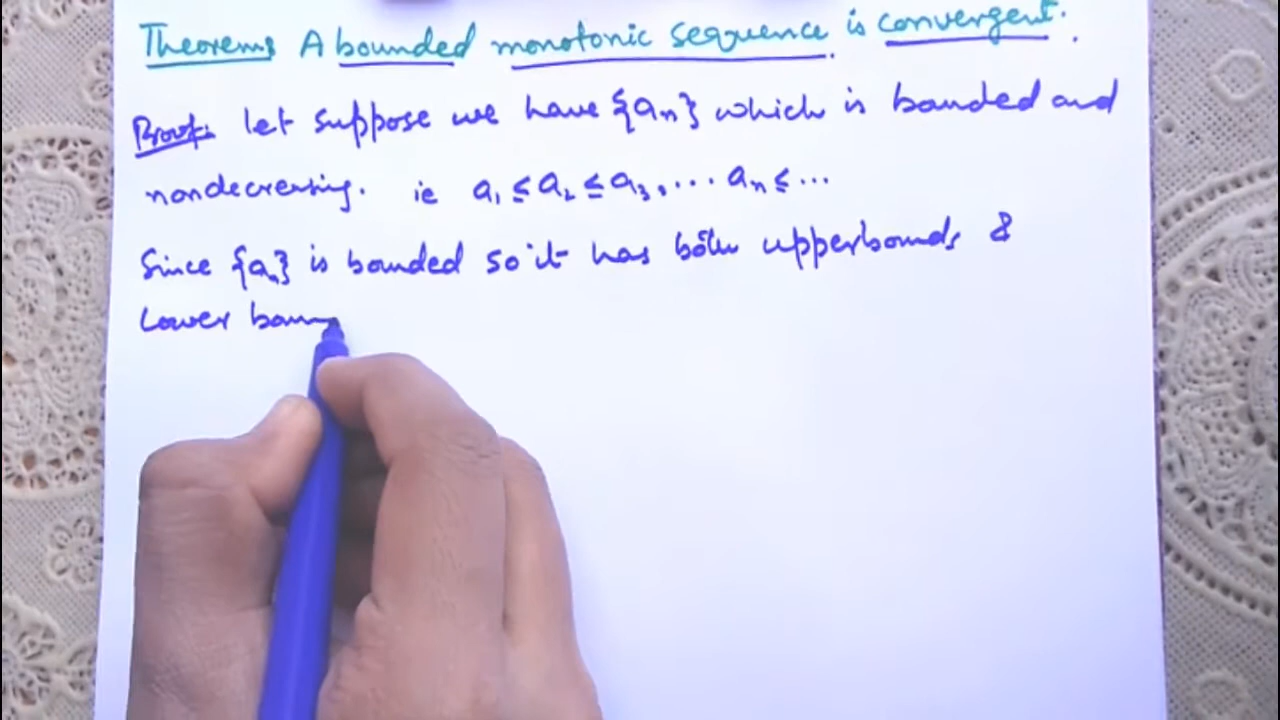 Theorem: A bounded monotonic sequence is convergent.
Proof: let suppose we have {aₙ} which is bounded and
nondecreasing. ie a₁ ≤ a₂ ≤ a₃, ... aₙ ≤ ...
Since {aₙ} is bounded so it has both upperbounds &
Lower boun